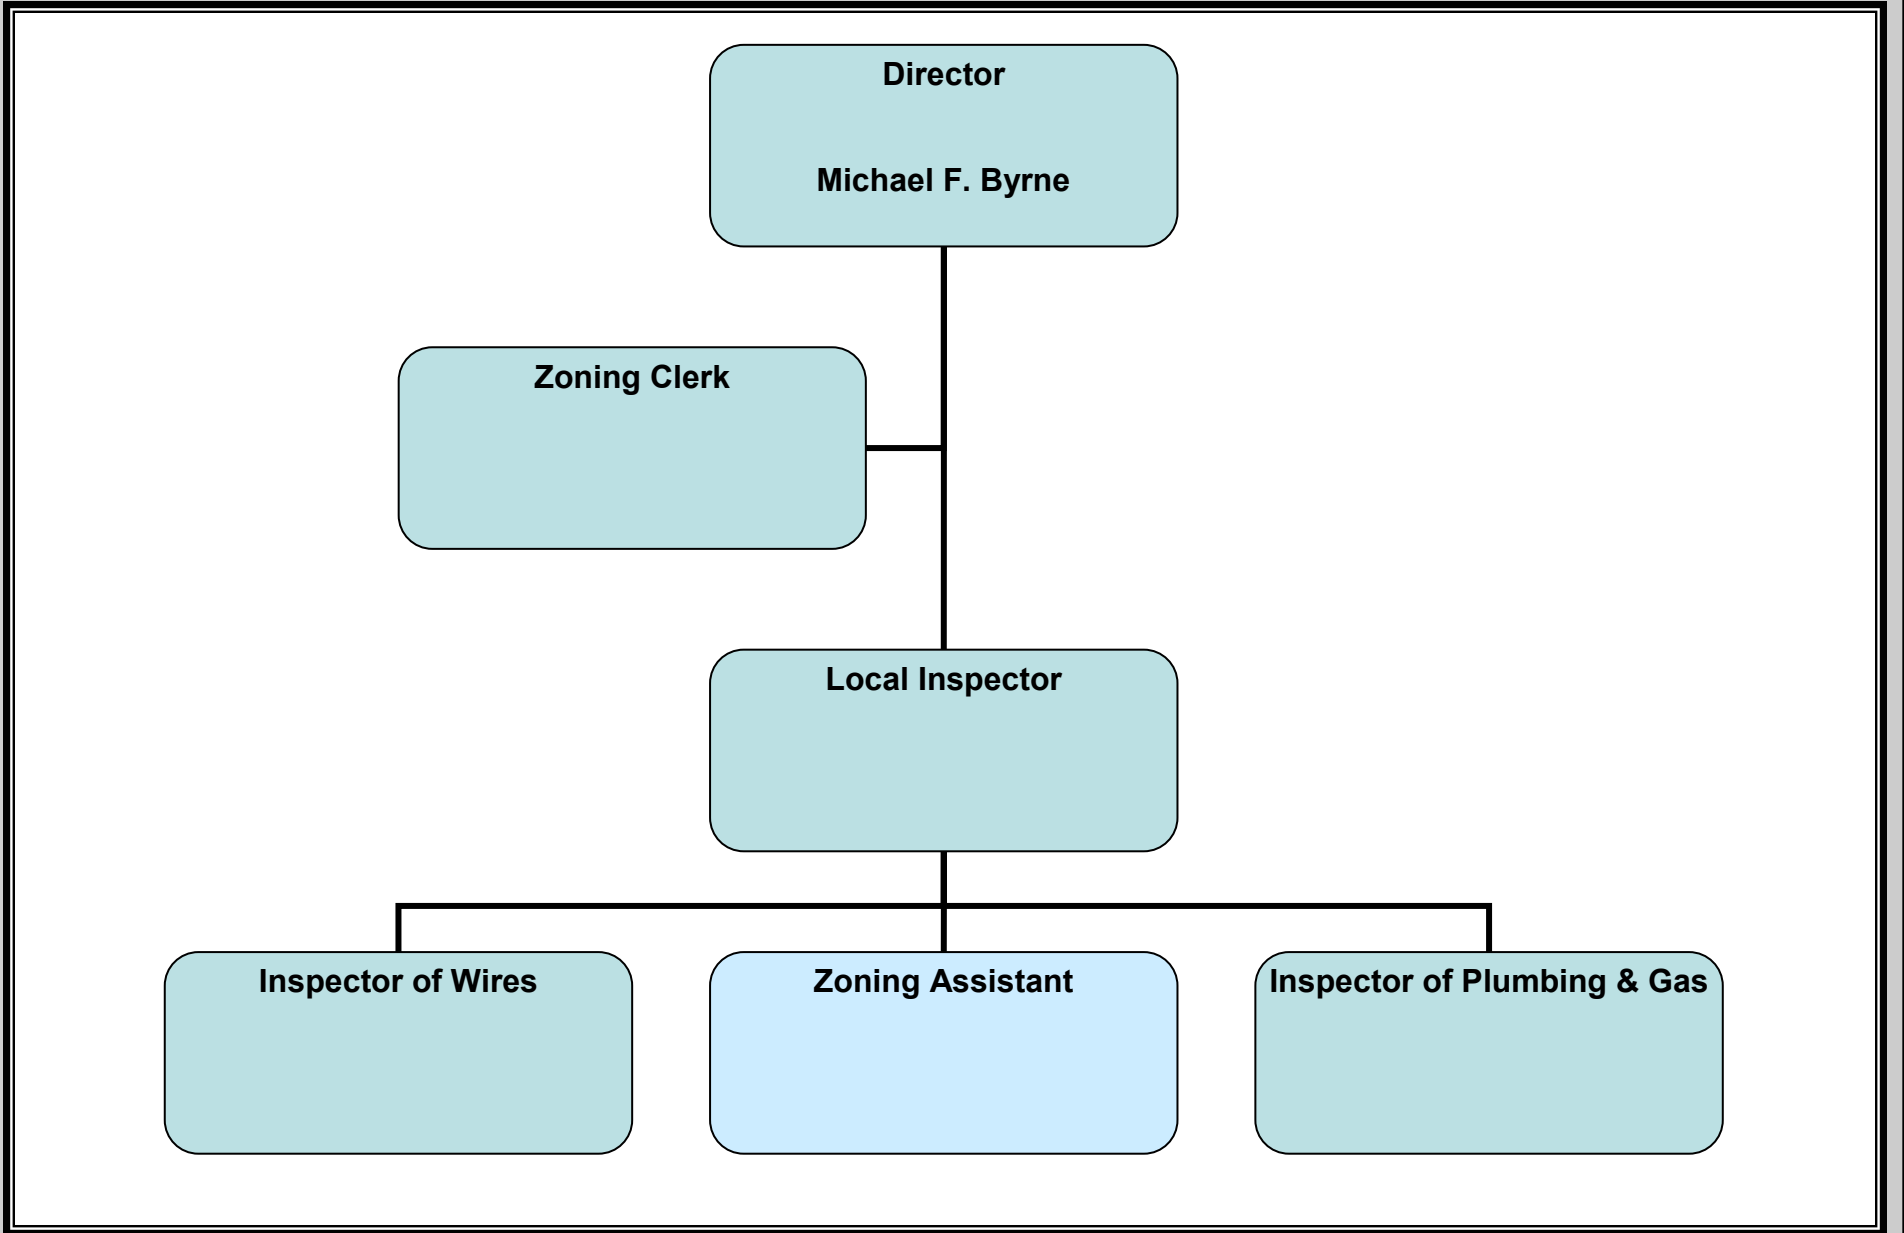 Director
Michael F. Byrne
Zoning Clerk
Local Inspector
Inspector of Wires
Zoning Assistant
Inspector of Plumbing & Gas